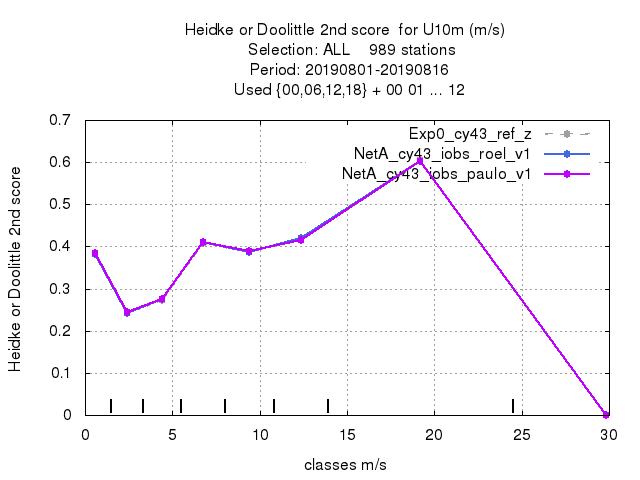 Heidke or Doolittle 2nd score  for U10m (m/s)
Selection: ALL    989 stations
Period: 20190801-20190816
Used {00,06,12,18} + 00 01 ... 12
Exp0_cy43_ref_z
NetA_cy43_iobs_roel_v1
NetA_cy43_iobs_paulo_v1
Heidke or Doolittle 2nd score
0.7
0.6
0.5
0.4
0.3
0.2
0.1
0
0 5 10 15 20 25 30
classes m/s